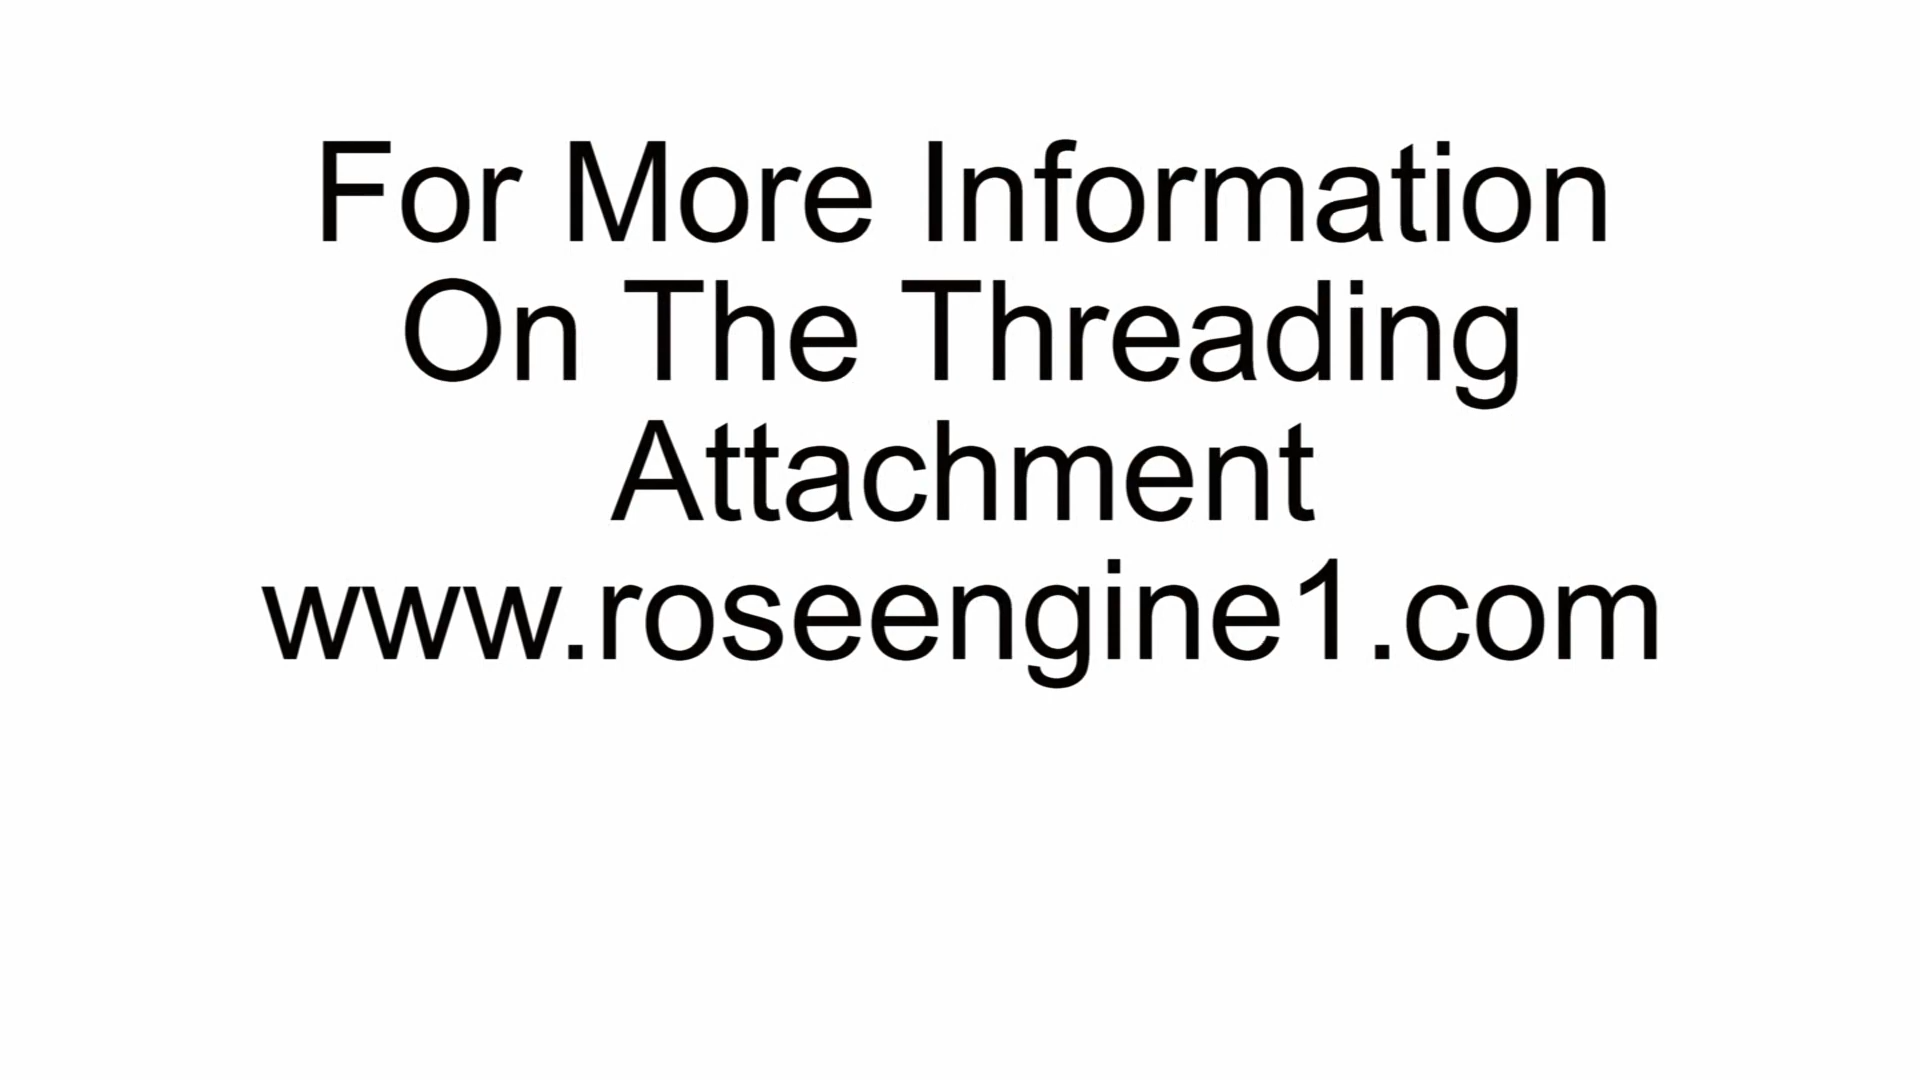 For More Information
On The Threading
Attachment
www.roseengine1.com